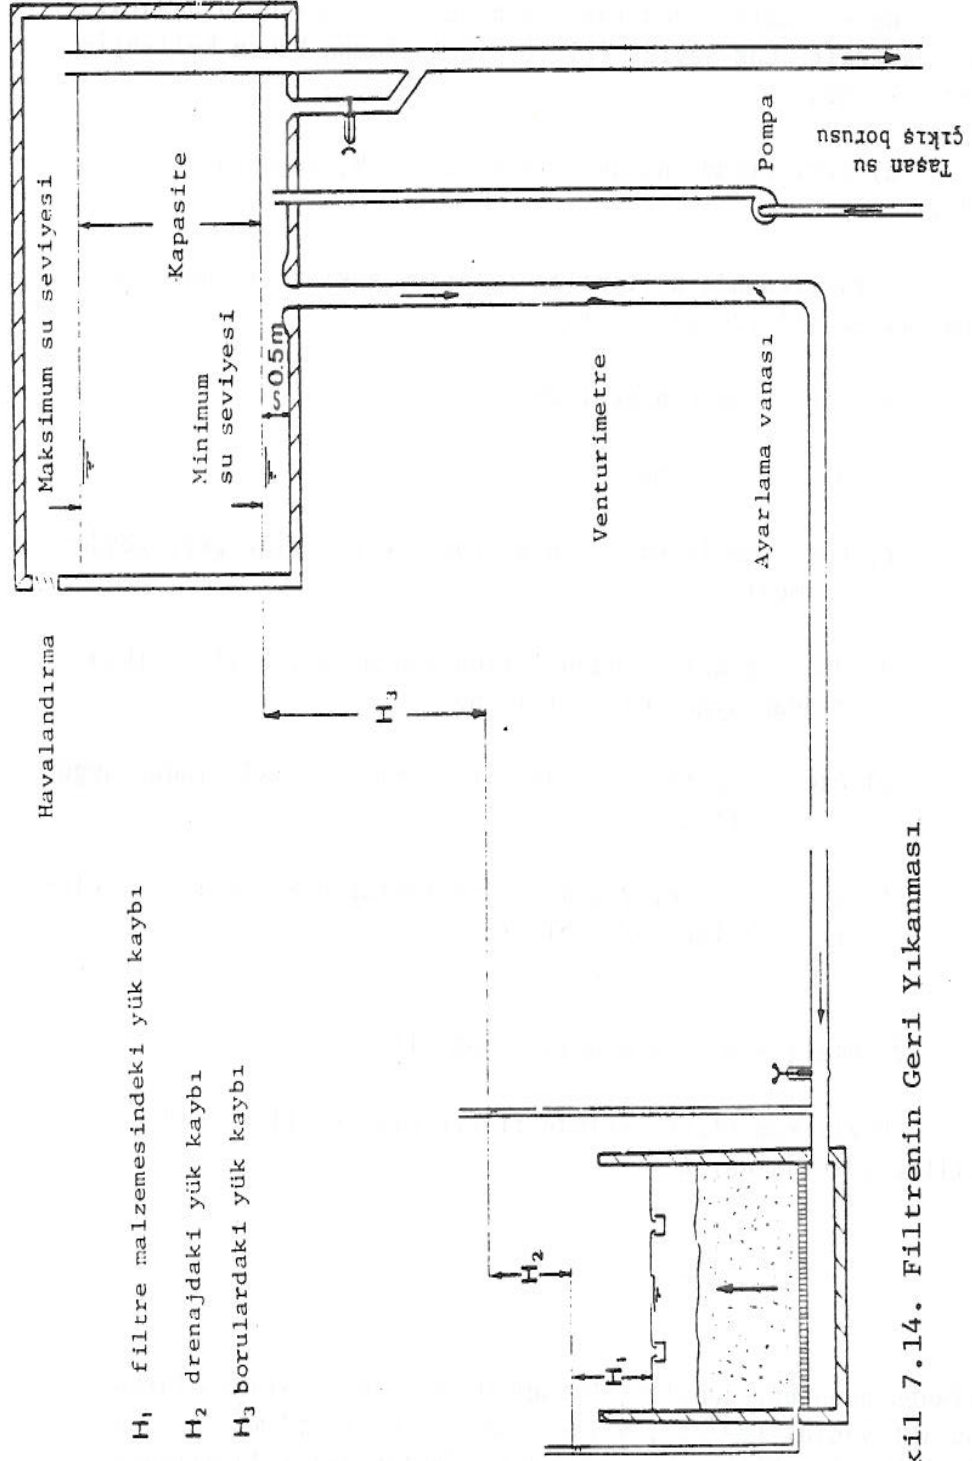 H₁ filtre malzemesindeki yük kaybı
H₂ drenajdaki yük kaybı
H₃ borulardaki yük kaybı
Havalandırma
Maksimum su seviyesi
Kapasite
Minimum
su seviyesi
0.5m
H₃
H₂
H₁
Venturimetre
Ayarlama vanası
Pompa
Taşan su
çıkış borusu
kil 7.14. Filtrenin Geri Yıkanması